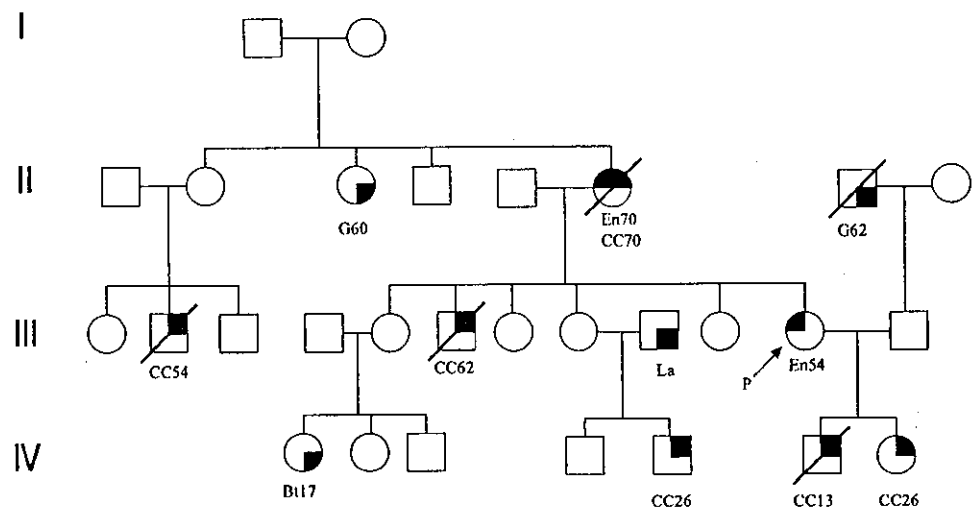 I
II
G60
En70
CC70
G62
III
CC54
CC62
La
P
En54
IV
Bt17
CC26
CC13
CC26